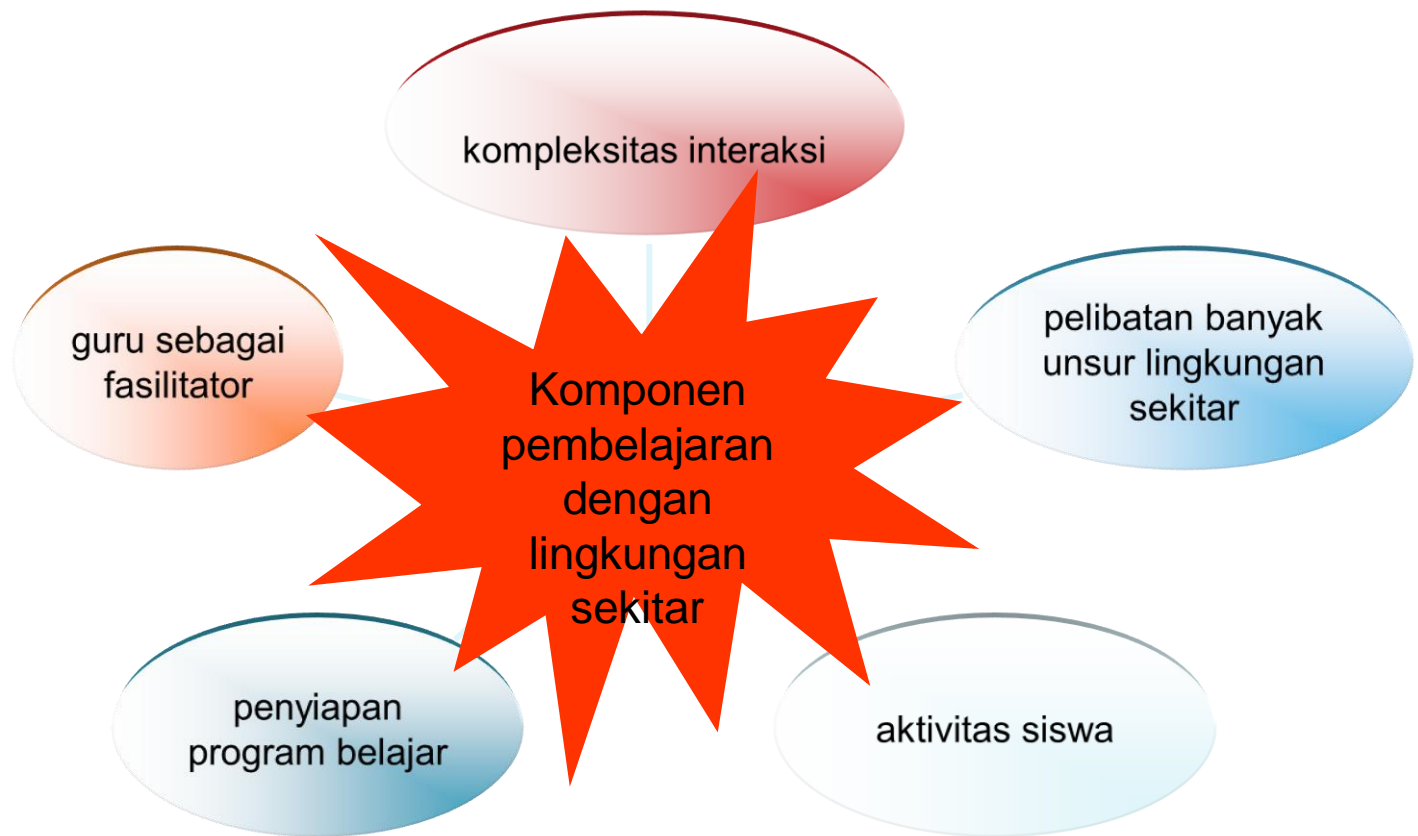 kompleksitas interaksi
guru sebagai
fasilitator
pelibatan banyak
unsur lingkungan
sekitar
Komponen
pembelajaran
dengan
lingkungan
sekitar
penyiapan
program belajar
aktivitas siswa